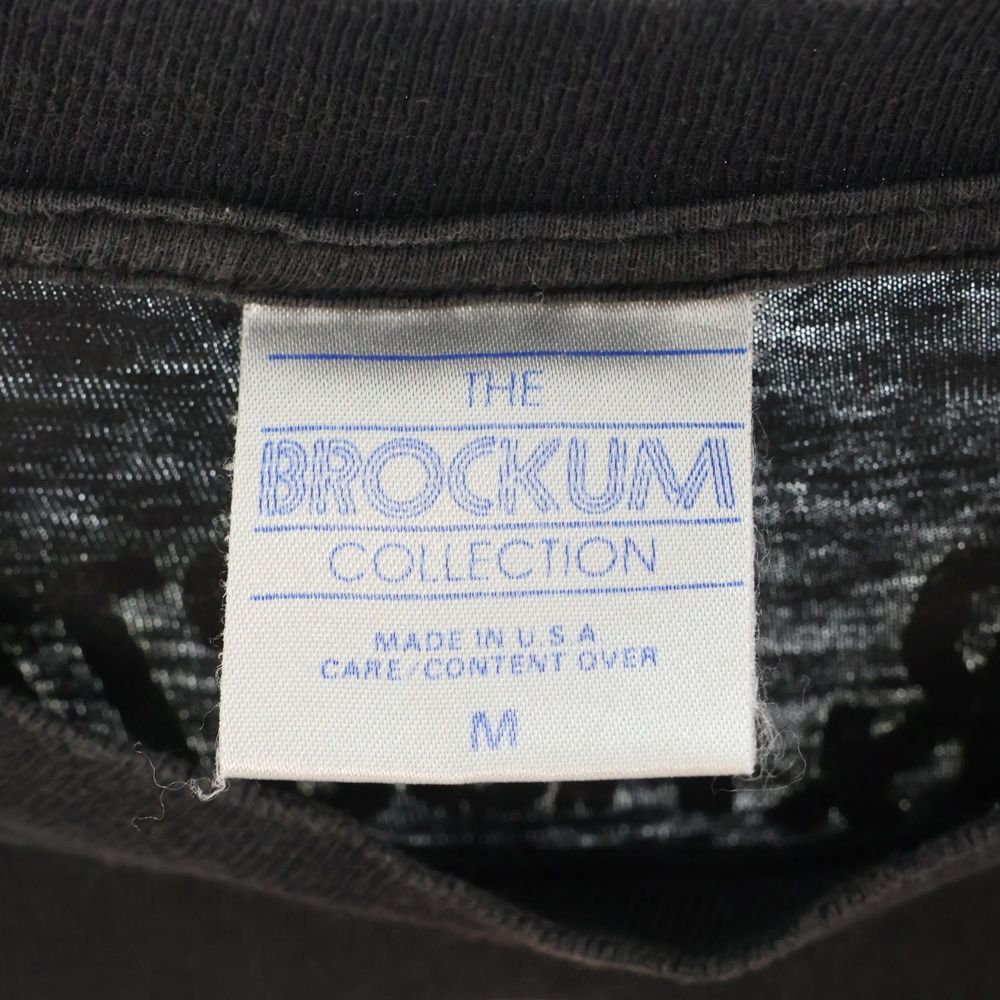 THE
BROCKUM
COLLECTION
MADE IN U.S.A
CARE/CONTENT OVER
M